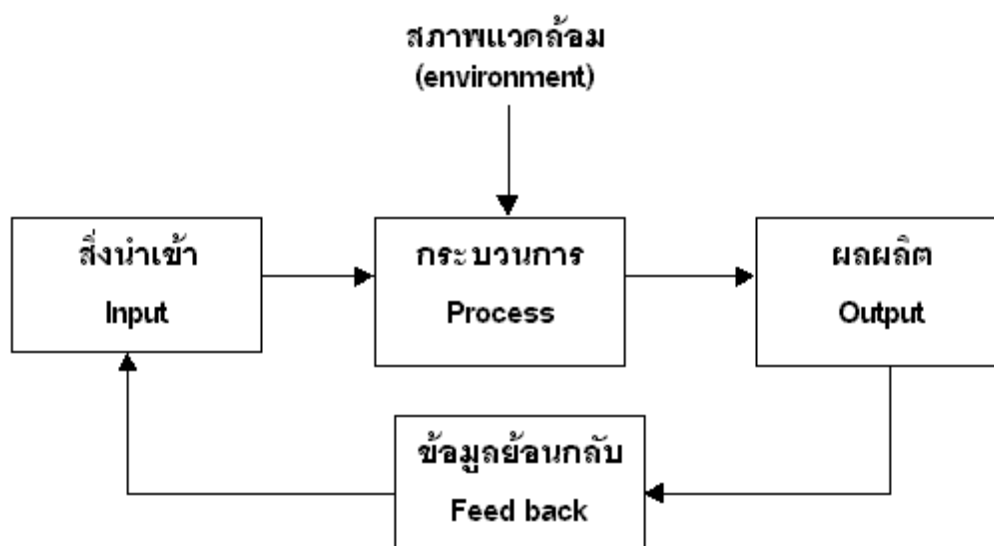 สภาพแวดล้อม
(environment)
สิ่งนำเข้า
Input
กระบวนการ
Process
ผลผลิต
Output
ข้อมูลย้อนกลับ
Feed back